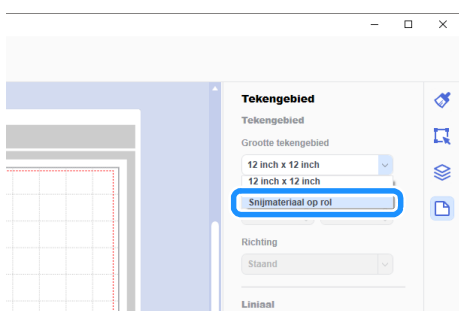 Tekengebied
Tekengebied
Grootte tekengebied
12 inch x 12 inch
12 inch x 12 inch
Snijmateriaal op rol
Richting
Staand
Liniaal